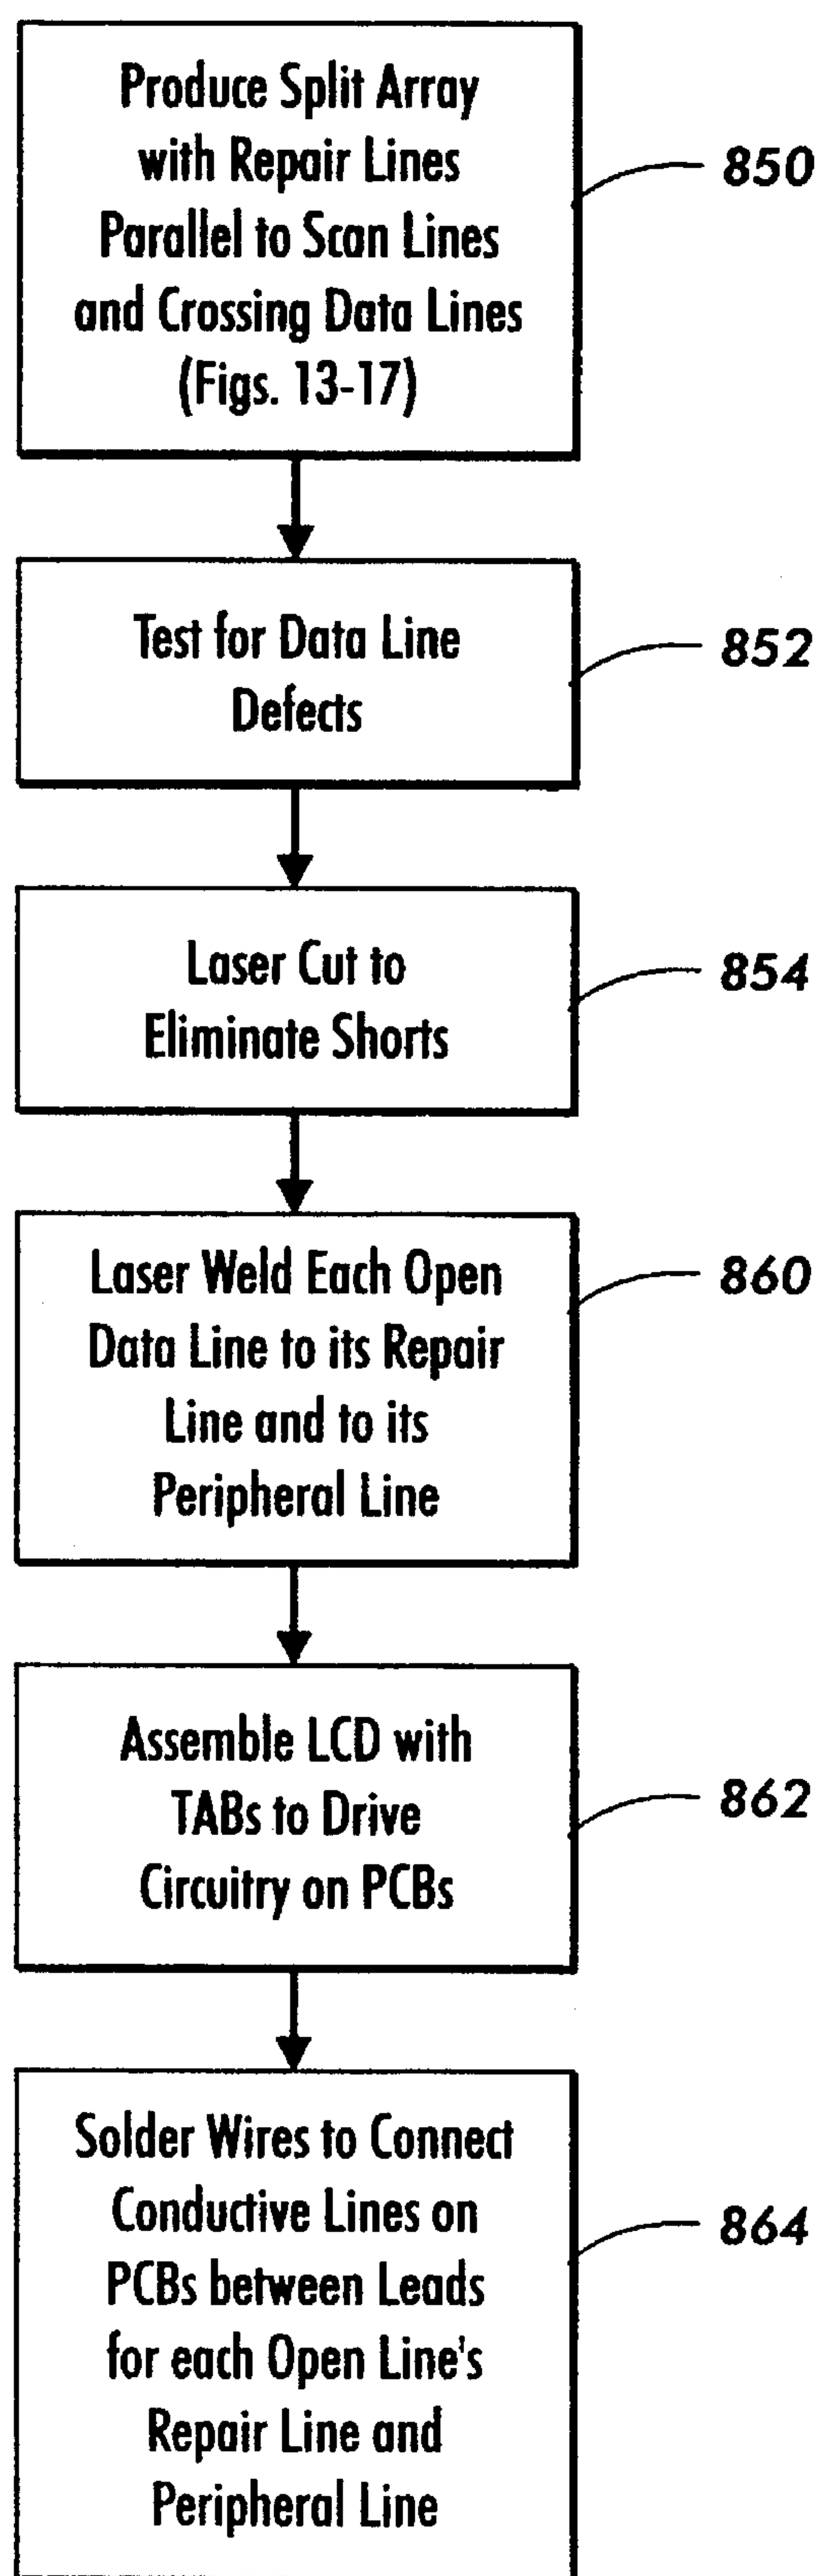 Produce Split Array
with Repair Lines
Parallel to Scan Lines
and Crossing Data Lines
(Figs. 13-17)
850
Test for Data Line
Defects
852
Laser Cut to
Eliminate Shorts
854
Laser Weld Each Open
Data Line to its Repair
Line and to its
Peripheral Line
860
Assemble LCD with
TABs to Drive
Circuitry on PCBs
862
Solder Wires to Connect
Conductive Lines on
PCBs between Leads
for each Open Line's
Repair Line and
Peripheral Line
864